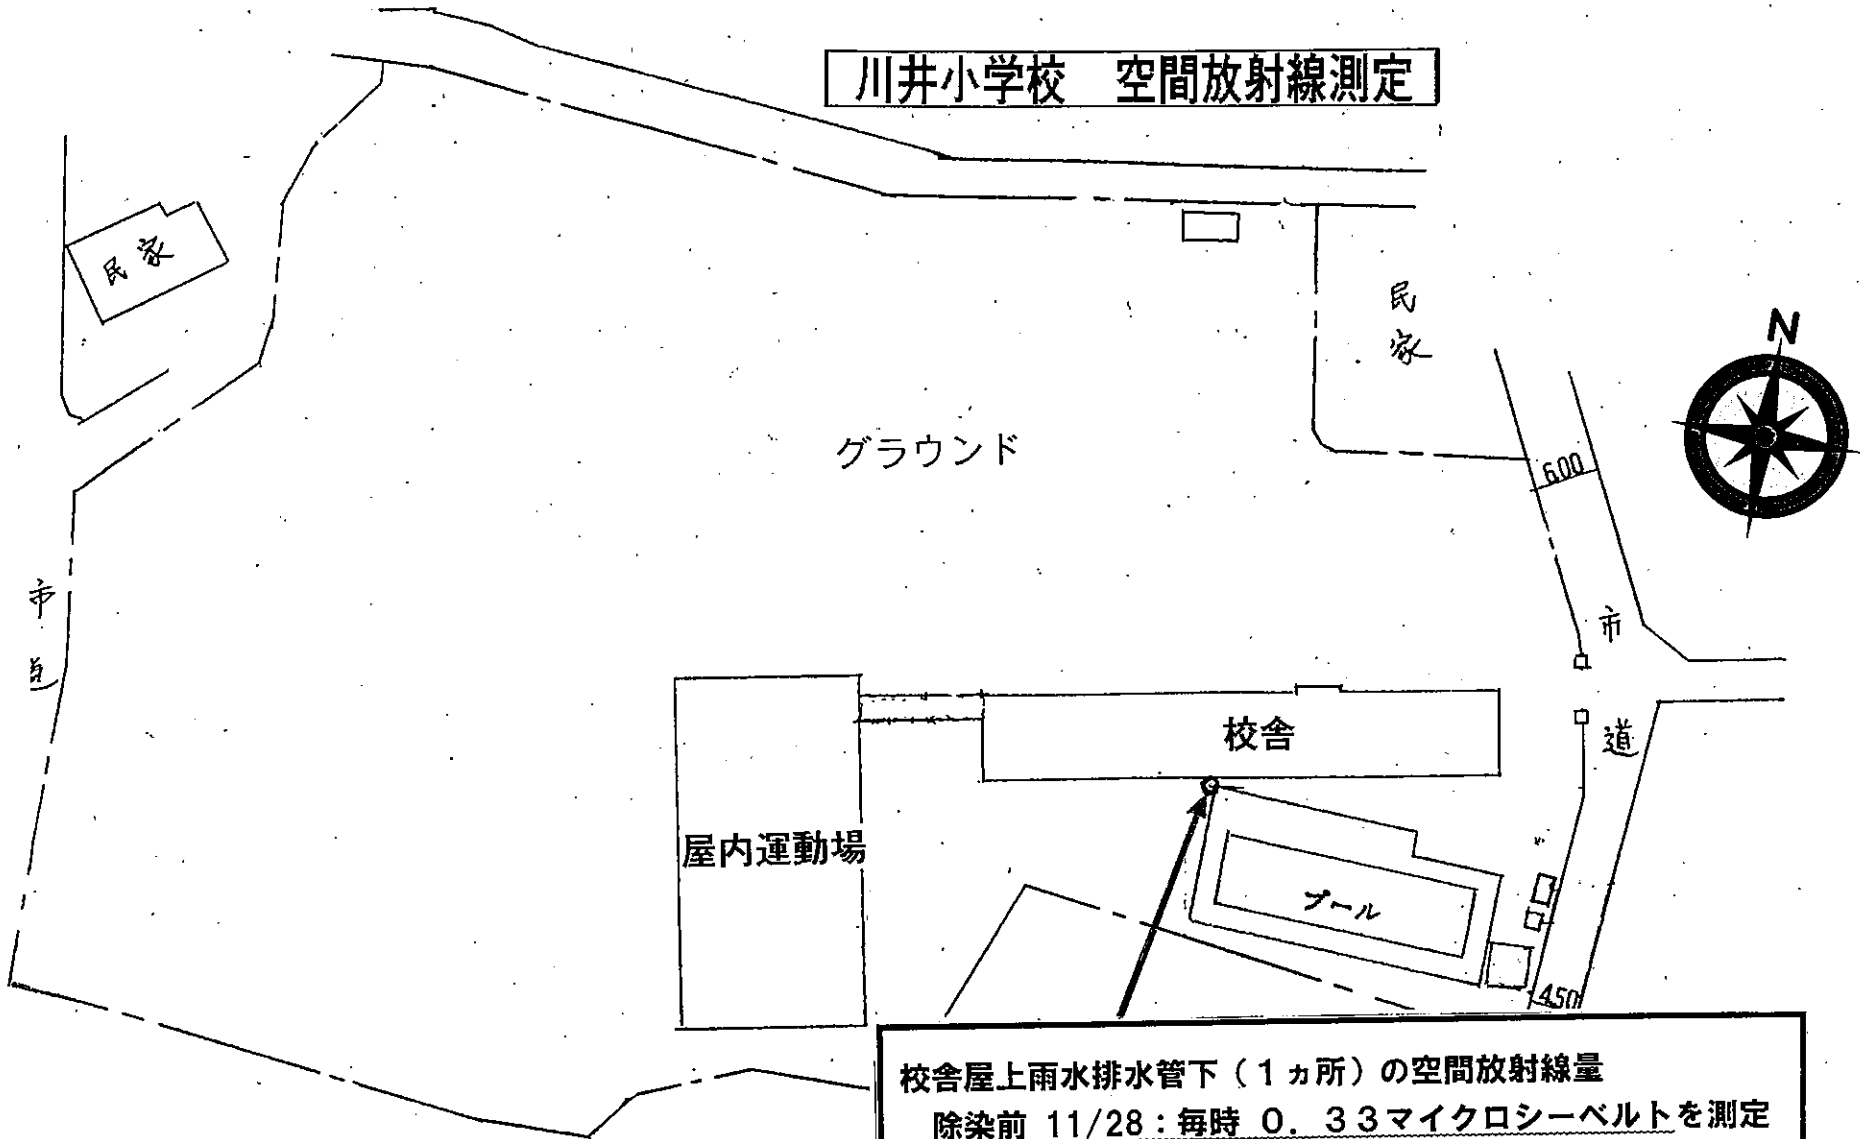 川井小学校　空間放射線測定
民家
民
家
N
グラウンド
6.00
市
道
市
道
校舎
屋内運動場
プール
4.50
校舎屋上雨水排水管下（１ヵ所）の空間放射線量
除染前 11/28：毎時 ０．３３マイクロシーベルトを測定